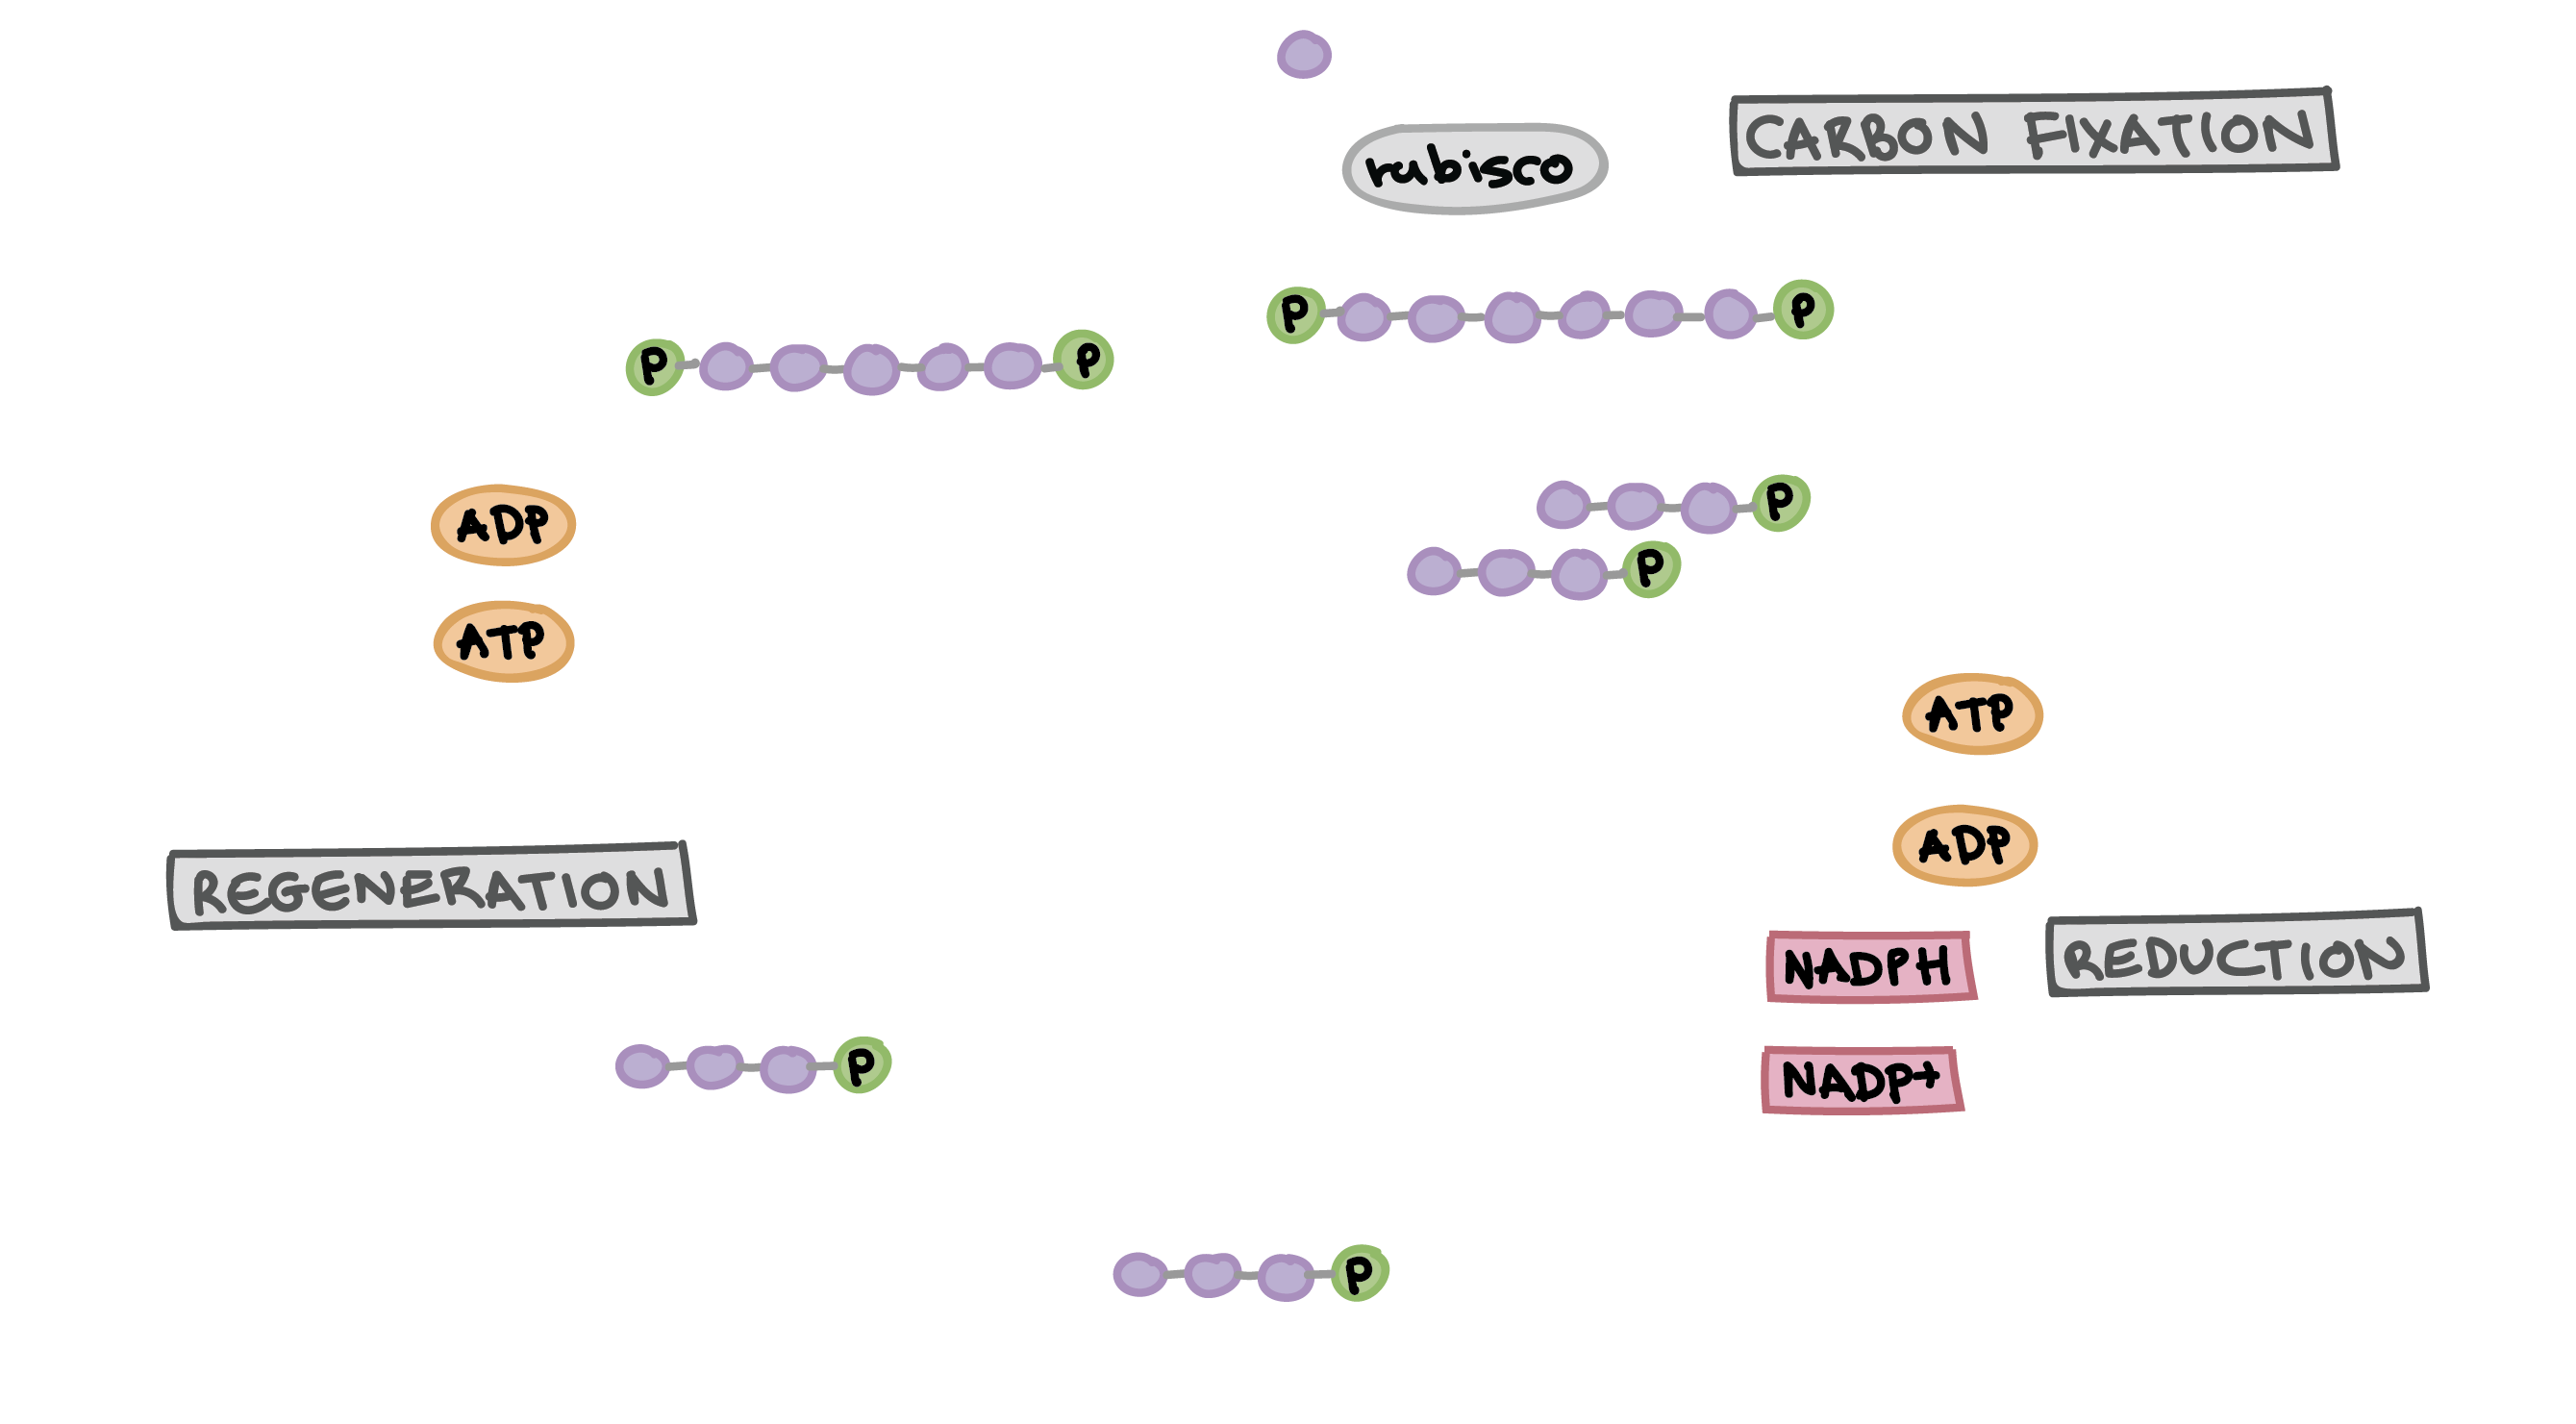 CARBON FIXATION
rubisco
P P
P P
P
P
ADP
ATP
ATP
ADP
REGENERATION
NADPH
REDUCTION
P
NADP+
P